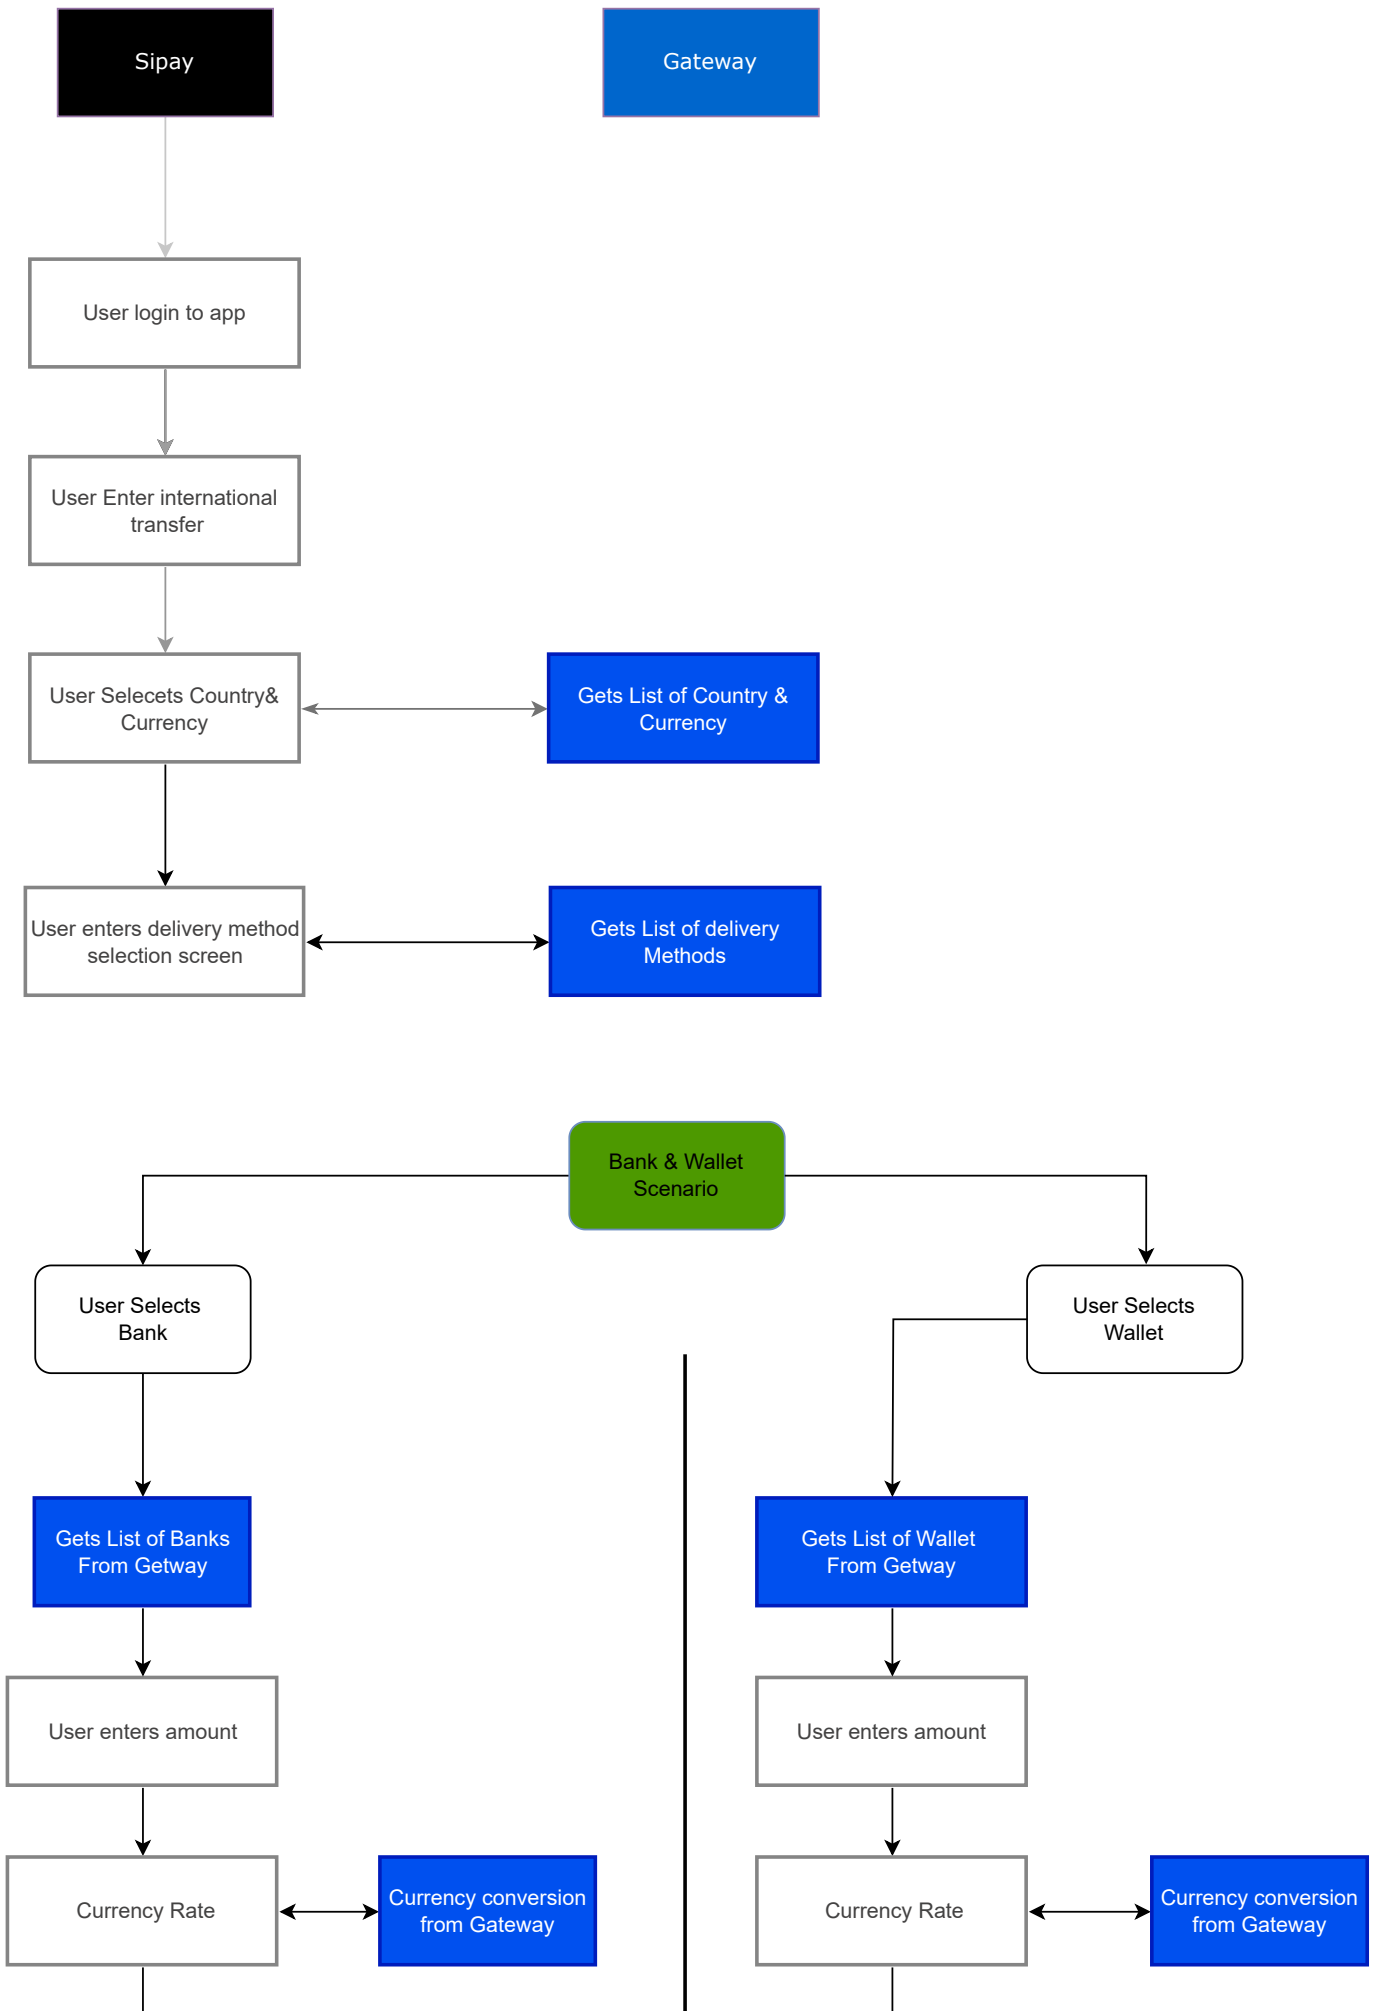 Sipay
Gateway
User login to app
User Enter international
transfer
User Selecets Country&
Currency
Gets List of Country &
Currency
User enters delivery method
selection screen
Gets List of delivery
Methods
Bank & Wallet
Scenario
User Selects
Bank
User Selects
Wallet
Gets List of Banks
From Getway
Gets List of Wallet
From Getway
User enters amount
User enters amount
Currency Rate
Currency conversion
from Gateway
Currency Rate
Currency conversion
from Gateway